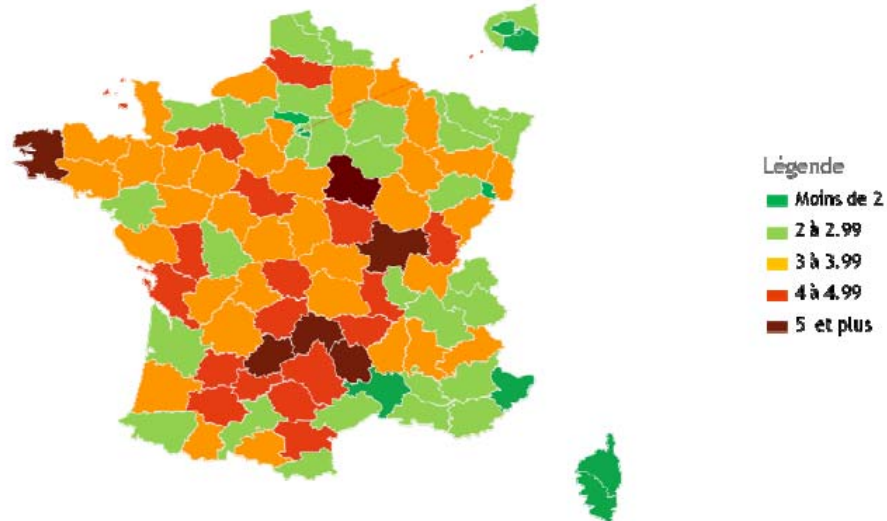 Légende
Moins de 2
2 à 2.99
3 à 3.99
4 à 4.99
5 et plus